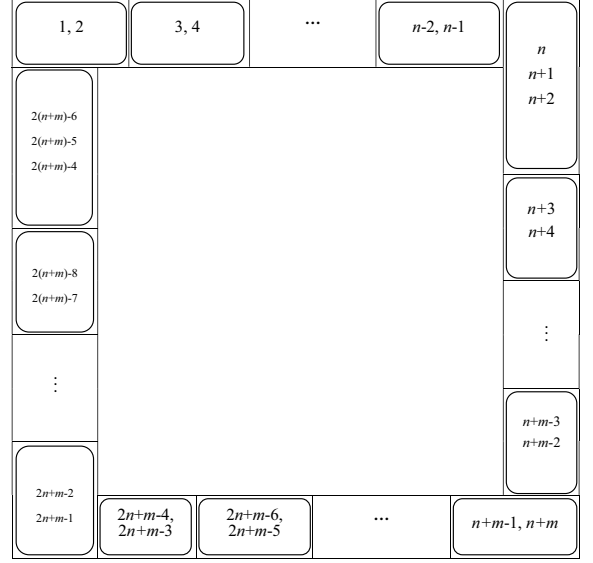 1, 2
3, 4
...
n-2, n-1
n
n+1
n+2
2(n+m)-6
2(n+m)-5
2(n+m)-4
n+3
n+4
2(n+m)-8
2(n+m)-7
⋮
⋮
n+m-3
n+m-2
2n+m-2
2n+m-1
2n+m-4,
2n+m-3
2n+m-6,
2n+m-5
...
n+m-1, n+m